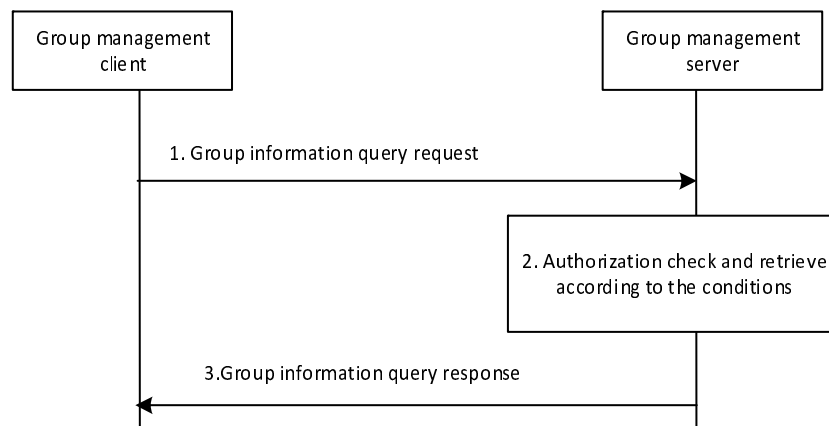 Group management
client
Group management
server
1. Group information query request
2. Authorization check and retrieve
according to the conditions
3.Group information query response